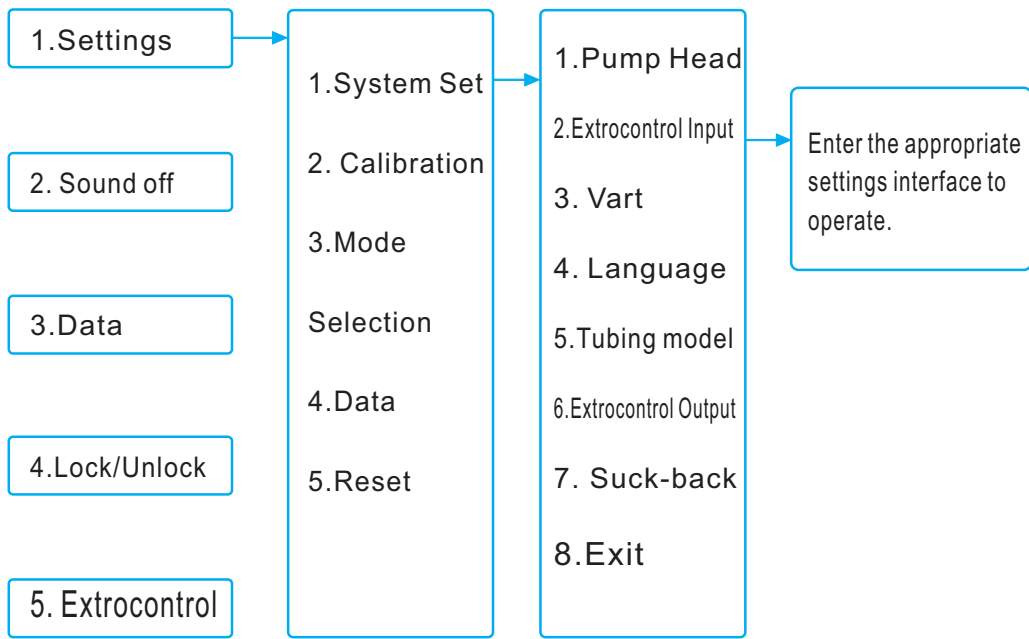 1.Settings
2. Sound off
3.Data
4.Lock/Unlock
5. Extrocontrol
1.System Set
2. Calibration
3.Mode
Selection
4.Data
5.Reset
1.Pump Head
2.Extrocontrol Input
3. Vart
4. Language
5.Tubing model
6.Extrocontrol Output
7. Suck-back
8.Exit
Enter the appropriate
settings interface to
operate.